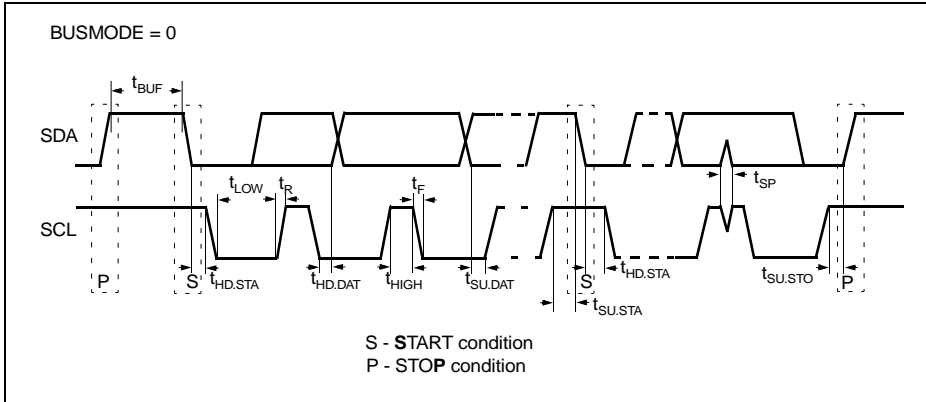 BUSMODE = 0
tBUF
SDA
tLOW
tR
tF
tSP
SCL
P
S
tHD.STA
tHD.DAT
tHIGH
tSU.DAT
S
tHD.STA
tSU.STO
P
tSU.STA
S - START condition
P - STOP condition